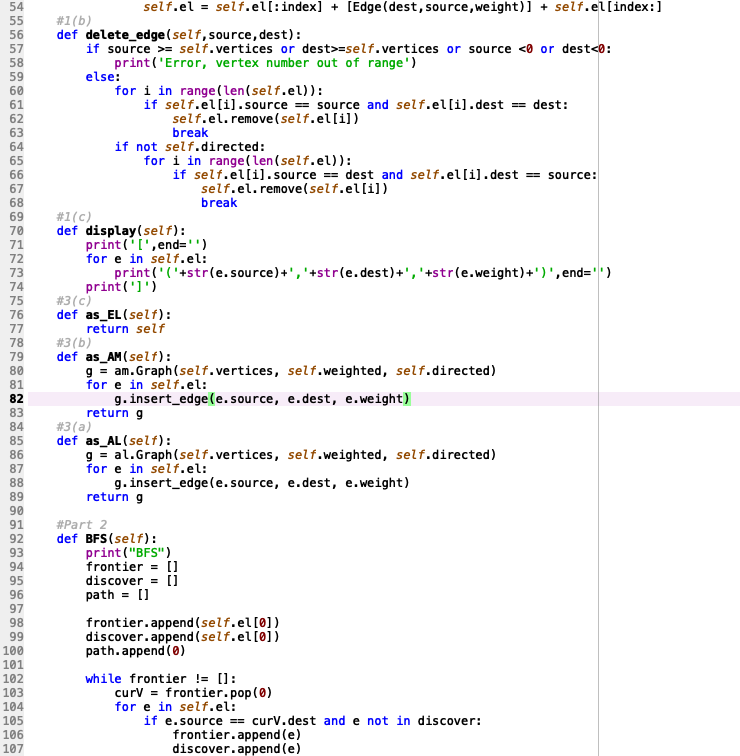 54 self.el = self.el[:index] + [Edge(dest,source,weight)] + self.el[index:]
55 #1(b)
56 def delete_edge(self,source,dest):
57 if source >= self.vertices or dest>=self.vertices or source <0 or dest<0:
58 print('Error, vertex number out of range')
59 else:
60 for i in range(len(self.el)):
61 if self.el[i].source == source and self.el[i].dest == dest:
62 self.el.remove(self.el[i])
63 break
64 if not self.directed:
65 for i in range(len(self.el)):
66 if self.el[i].source == dest and self.el[i].dest == source:
67 self.el.remove(self.el[i])
68 break
69 #1(c)
70 def display(self):
71 print('[',end='')
72 for e in self.el:
73 print('('+str(e.source)+','+str(e.dest)+','+str(e.weight)+')',end='')
74 print(']')
75 #3(c)
76 def as_EL(self):
77 return self
78 #3(b)
79 def as_AM(self):
80 g = am.Graph(self.vertices, self.weighted, self.directed)
81 for e in self.el:
82 g.insert_edge(e.source, e.dest, e.weight)
83 return g
84 #3(a)
85 def as_AL(self):
86 g = al.Graph(self.vertices, self.weighted, self.directed)
87 for e in self.el:
88 g.insert_edge(e.source, e.dest, e.weight)
89 return g
90
91 #Part 2
92 def BFS(self):
93 print("BFS")
94 frontier = []
95 discover = []
96 path = []
97
98 frontier.append(self.el[0])
99 discover.append(self.el[0])
100 path.append(0)
101
102 while frontier != []:
103 curV = frontier.pop(0)
104 for e in self.el:
105 if e.source == curV.dest and e not in discover:
106 frontier.append(e)
107 discover.append(e)